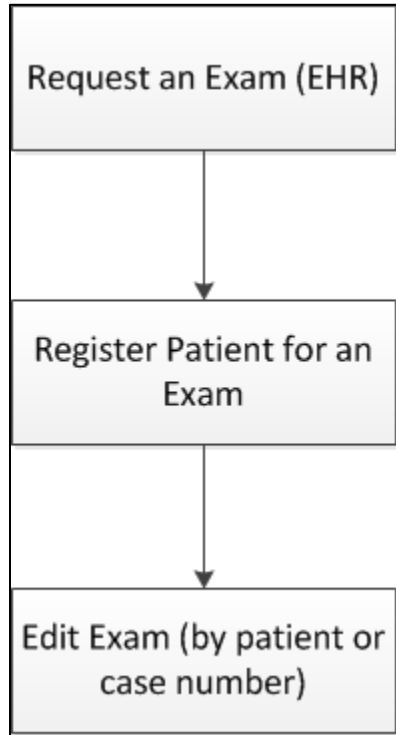 Request an Exam (EHR)
Register Patient for an
Exam
Edit Exam (by patient or
case number)